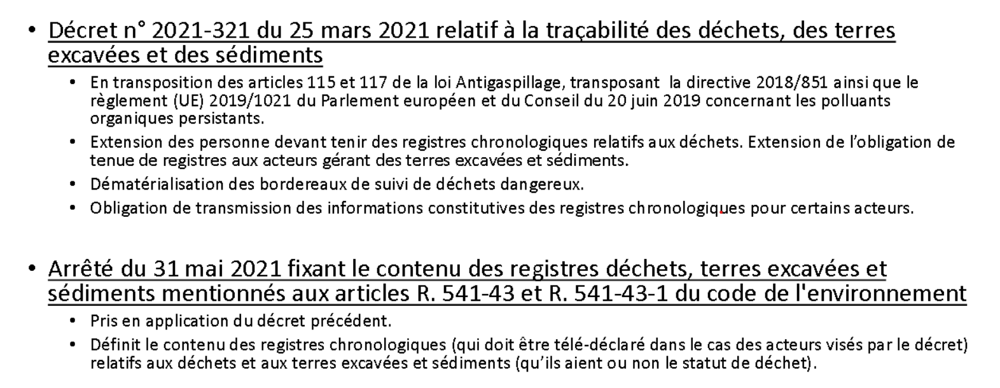 • Décret n° 2021-321 du 25 mars 2021 relatif à la traçabilité des déchets, des terres
excavées et des sédiments
• En transposition des articles 115 et 117 de la loi Antigaspillage, transposant la directive 2018/851 ainsi que le
règlement (UE) 2019/1021 du Parlement européen et du Conseil du 20 juin 2019 concernant les polluants
organiques persistants.
• Extension des personne devant tenir des registres chronologiques relatifs aux déchets. Extension de l’obligation de
tenue de registres aux acteurs gérant des terres excavées et sédiments.
• Dématérialisation des bordereaux de suivi de déchets dangereux.
• Obligation de transmission des informations constitutives des registres chronologiques pour certains acteurs.
• Arrêté du 31 mai 2021 fixant le contenu des registres déchets, terres excavées et
sédiments mentionnés aux articles R. 541-43 et R. 541-43-1 du code de l'environnement
• Pris en application du décret précédent.
• Définit le contenu des registres chronologiques (qui doit être télé-déclaré dans le cas des acteurs visés par le décret)
relatifs aux déchets et aux terres excavées et sédiments (qu’ils aient ou non le statut de déchet).